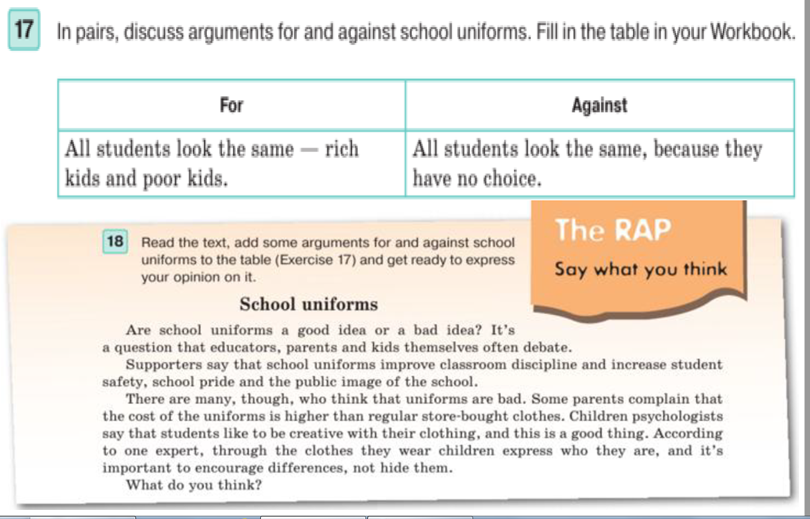 17 In pairs, discuss arguments for and against school uniforms. Fill in the table in your Workbook.
For
Against
All students look the same — rich
kids and poor kids.
All students look the same, because they
have no choice.
The RAP
Say what you think
18 Read the text, add some arguments for and against school
uniforms to the table (Exercise 17) and get ready to express
your opinion on it.
School uniforms
Are school uniforms a good idea or a bad idea? It's
a question that educators, parents and kids themselves often debate.
Supporters say that school uniforms improve classroom discipline and increase student
safety, school pride and the public image of the school.
There are many, though, who think that uniforms are bad. Some parents complain that
the cost of the uniforms is higher than regular store-bought clothes. Children psychologists
say that students like to be creative with their clothing, and this is a good thing. According
to one expert, through the clothes they wear children express who they are, and it's
important to encourage differences, not hide them.
What do you think?